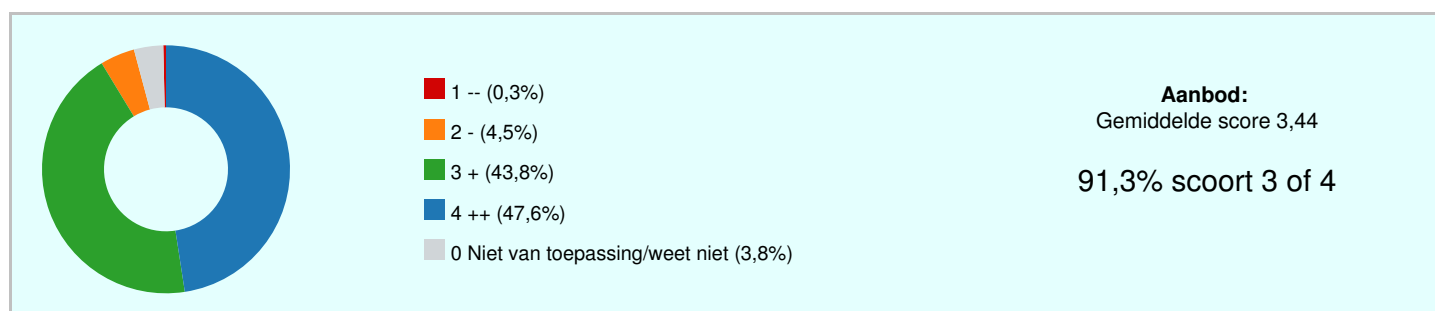 1 -- (0,3%)
2 - (4,5%)
3 + (43,8%)
4 ++ (47,6%)
0 Niet van toepassing/weet niet (3,8%)
Aanbod:
Gemiddelde score 3,44
91,3% scoort 3 of 4